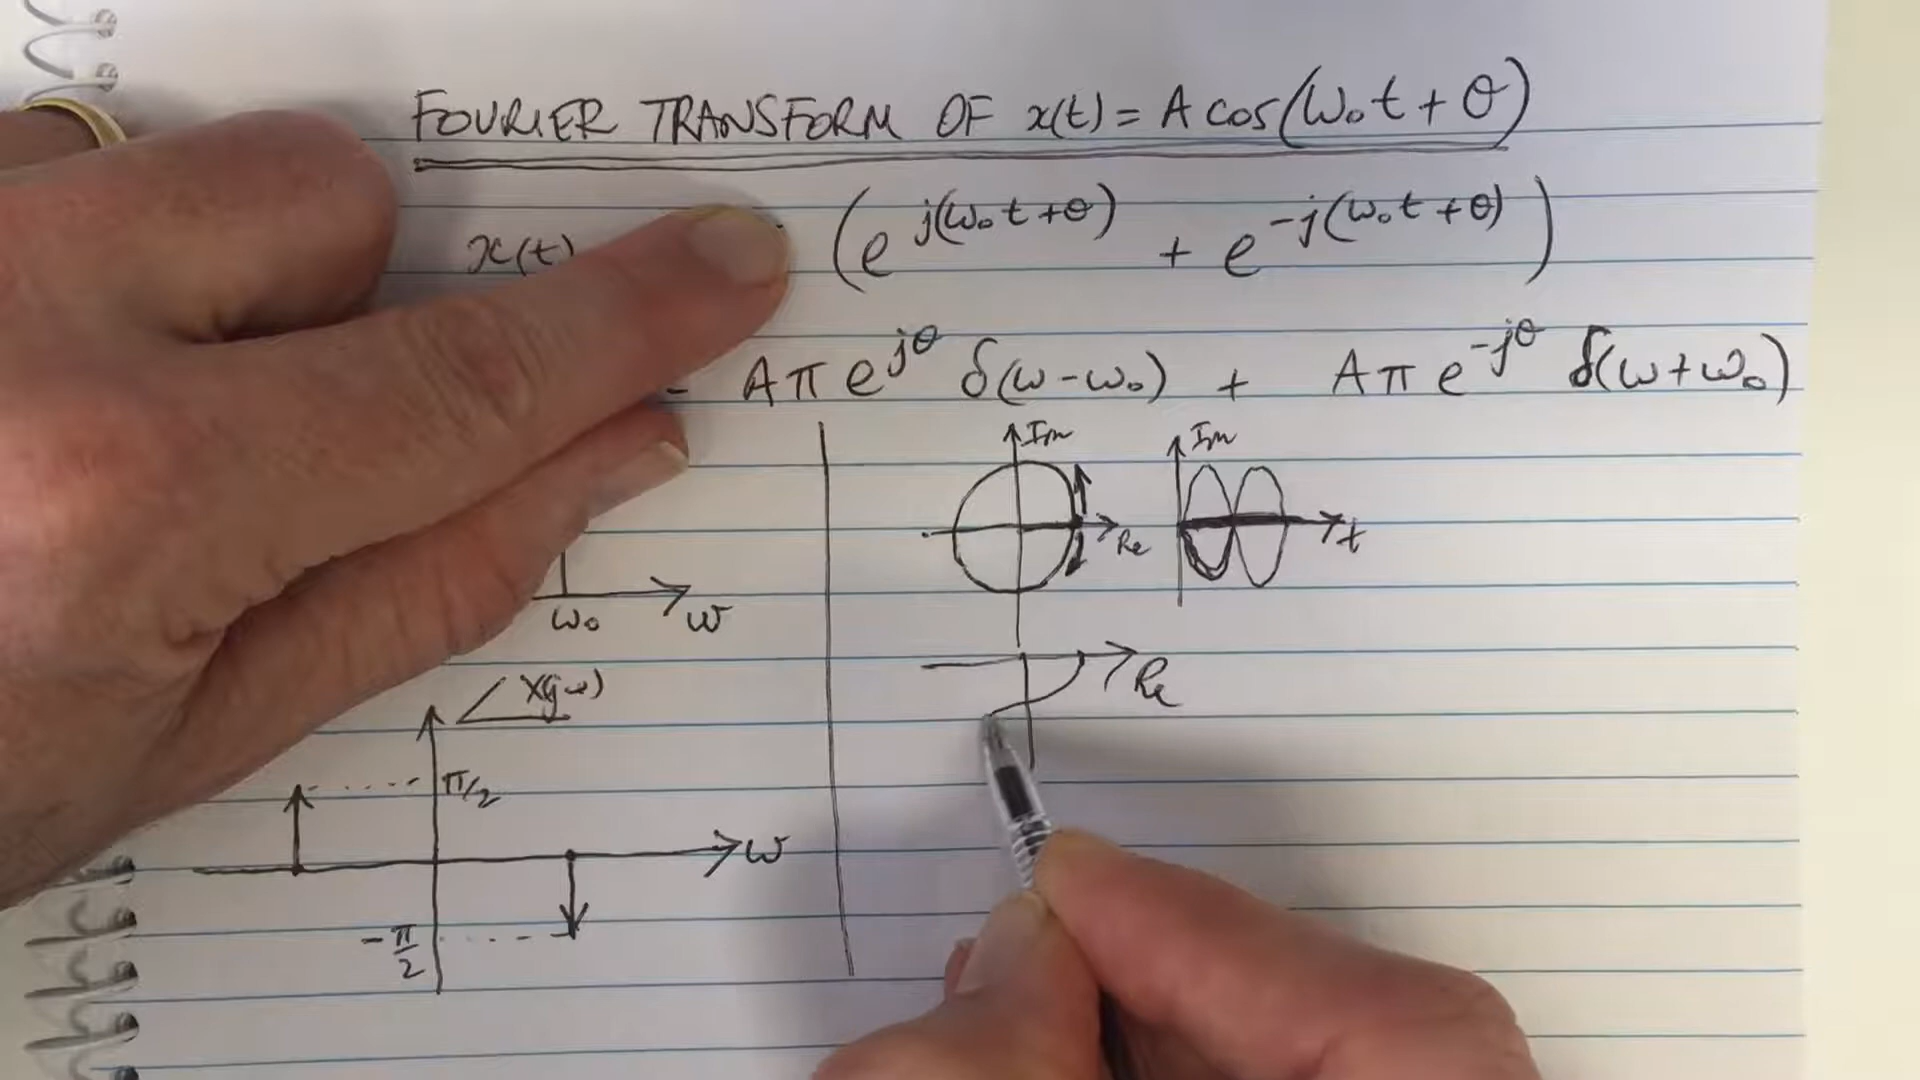 FOURIER TRANSFORM OF x(t) = A cos(ω₀t + θ)
x(t) (e^{j(ω₀t+θ)} + e^{-j(ω₀t+θ)})
= Aπ e^{jθ} δ(ω-ω₀) + Aπ e^{-jθ} δ(ω+ω₀)
Im Im
Re t
ω₀ ω
Re
∠X(jω)
π/2
ω
-π/2